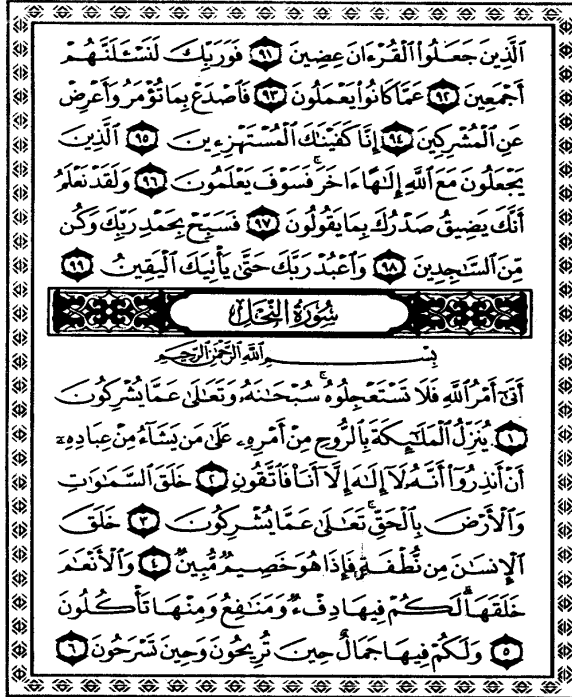 ٱلَّذِينَ جَعَلُوا۟ ٱلْقُرْءَانَ عِضِينَ ٩١ فَوَرَبِّكَ لَنَسْـَٔلَنَّهُمْ
أَجْمَعِينَ ٩٢ عَمَّا كَانُوا۟ يَعْمَلُونَ ٩٣ فَٱصْدَعْ بِمَا تُؤْمَرُ وَأَعْرِضْ
عَنِ ٱلْمُشْرِكِينَ ٩٤ إِنَّا كَفَيْنَٰكَ ٱلْمُسْتَهْزِءِينَ ٩٥ ٱلَّذِينَ
يَجْعَلُونَ مَعَ ٱللَّهِ إِلَٰهًا ءَاخَرَ ۚ فَسَوْفَ يَعْلَمُونَ ٩٦ وَلَقَدْ نَعْلَمُ
أَنَّكَ يَضِيقُ صَدْرُكَ بِمَا يَقُولُونَ ٩٧ فَسَبِّحْ بِحَمْدِ رَبِّكَ وَكُن
مِّنَ ٱلسَّٰجِدِينَ ٩٨ وَٱعْبُدْ رَبَّكَ حَتَّىٰ يَأْتِيَكَ ٱلْيَقِينُ ٩٩
سُورَةُ النَّحْلِ
بِسْمِ ٱللَّهِ ٱلرَّحْمَٰنِ ٱلرَّحِيمِ
أَتَىٰٓ أَمْرُ ٱللَّهِ فَلَا تَسْتَعْجِلُوهُ ۚ سُبْحَٰنَهُۥ وَتَعَٰلَىٰ عَمَّا يُشْرِكُونَ
١ يُنَزِّلُ ٱلْمَلَٰٓئِكَةَ بِٱلرُّوحِ مِنْ أَمْرِهِۦ عَلَىٰ مَن يَشَآءُ مِنْ عِبَادِهِۦٓ
أَنْ أَنذِرُوٓا۟ أَنَّهُۥ لَآ إِلَٰهَ إِلَّآ أَنَا۠ فَٱتَّقُونِ ٢ خَلَقَ ٱلسَّمَٰوَٰتِ
وَٱلْأَرْضَ بِٱلْحَقِّ ۚ تَعَٰلَىٰ عَمَّا يُشْرِكُونَ ٣ خَلَقَ
ٱلْإِنسَٰنَ مِن نُّطْفَةٍ فَإِذَا هُوَ خَصِيمٌ مُّبِينٌ ٤ وَٱلْأَنْعَٰمَ
خَلَقَهَا ۗ لَكُمْ فِيهَا دِفْءٌ وَمَنَٰفِعُ وَمِنْهَا تَأْكُلُونَ
٥ وَلَكُمْ فِيهَا جَمَالٌ حِينَ تُرِيحُونَ وَحِينَ تَسْرَحُونَ ٦